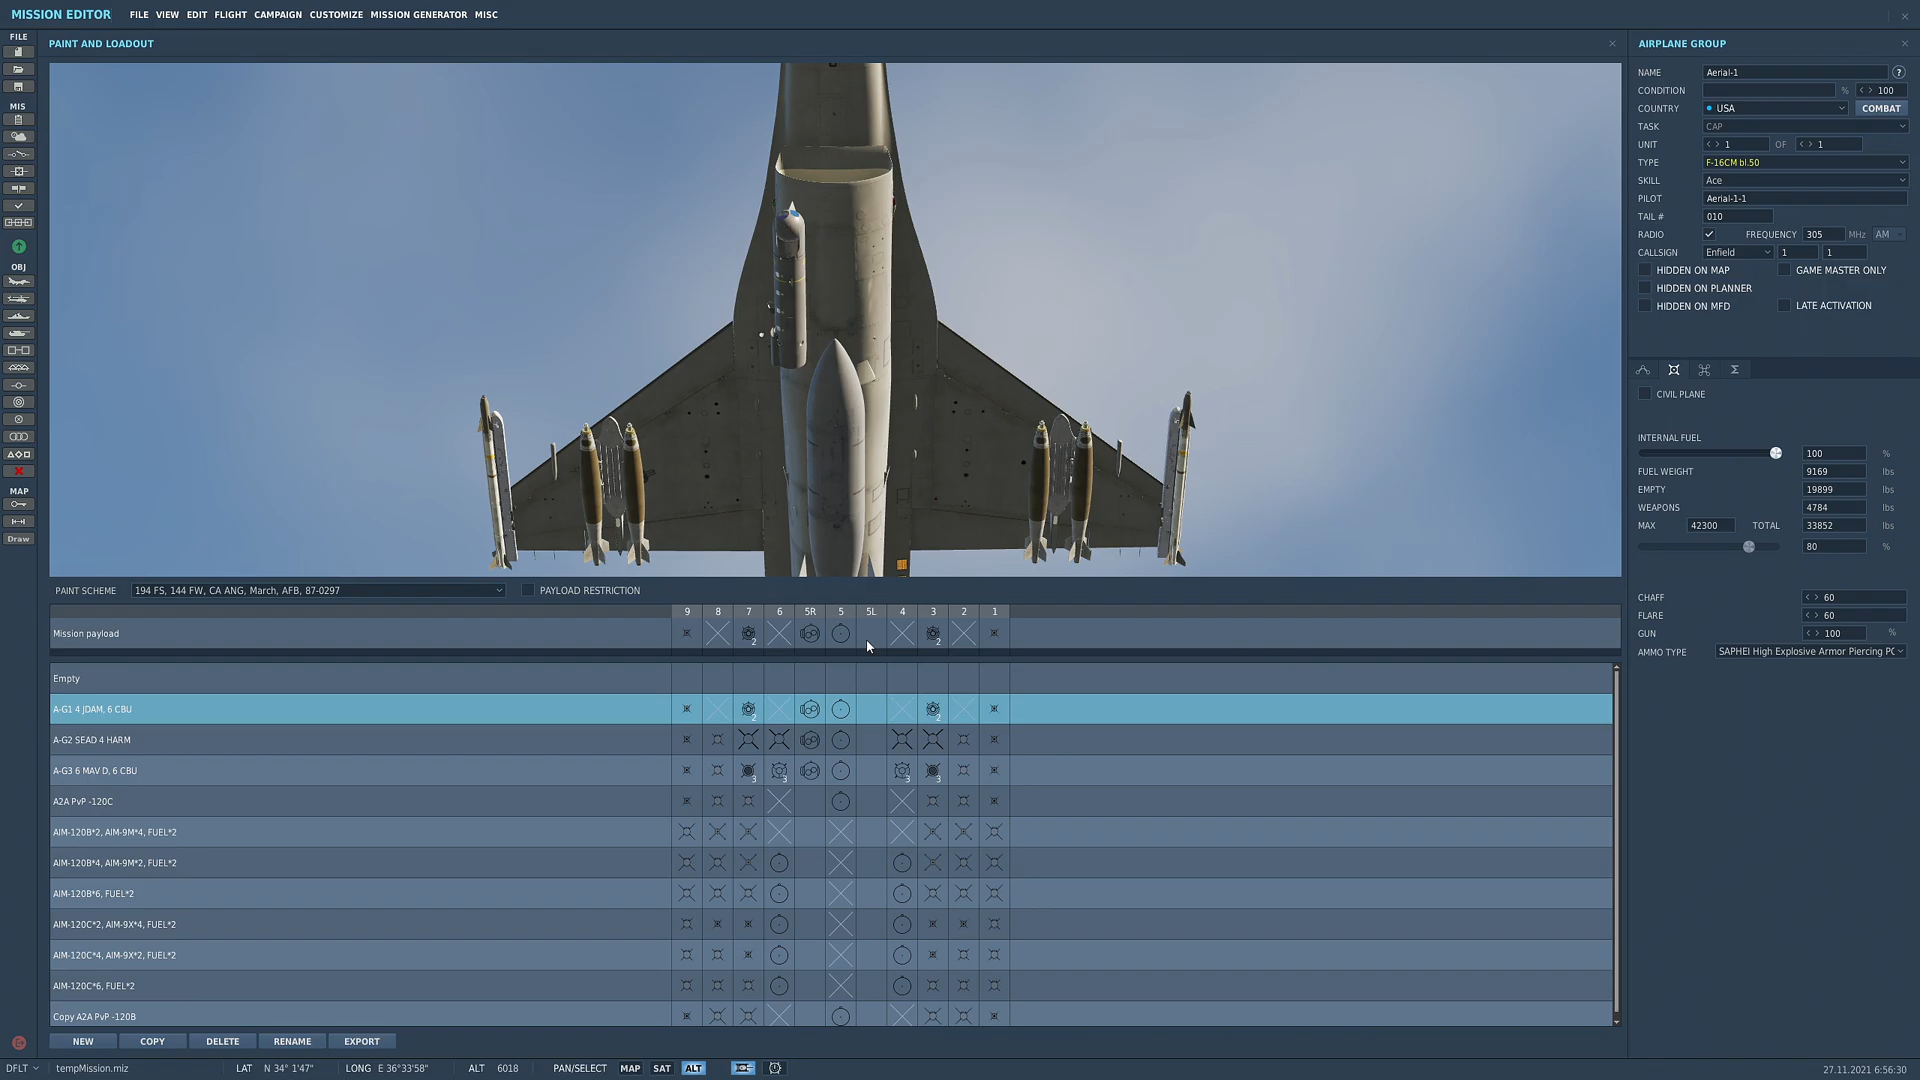 MISSION EDITOR FILE VIEW EDIT FLIGHT CAMPAIGN CUSTOMIZE MISSION GENERATOR MISC
FILE
PAINT AND LOADOUT
AIRPLANE GROUP
NAME Aerial-1 ?
CONDITION % 100
COUNTRY USA COMBAT
TASK CAP
UNIT 1 OF 1
TYPE F-16CM bl.50
SKILL Ace
PILOT Aerial-1-1
TAIL # 010
RADIO FREQUENCY 305 MHz AM
CALLSIGN Enfield 1 1
HIDDEN ON MAP GAME MASTER ONLY
HIDDEN ON PLANNER
HIDDEN ON MFD LATE ACTIVATION
CIVIL PLANE
INTERNAL FUEL
100 %
FUEL WEIGHT 9169 lbs
EMPTY 19899 lbs
WEAPONS 4784 lbs
MAX 42300 TOTAL 33852 lbs
80 %
CHAFF 60
FLARE 60
GUN 100 %
AMMO TYPE SAPHEI High Explosive Armor Piercing PC
MIS
OBJ
MAP
Draw
PAINT SCHEME 194 FS, 144 FW, CA ANG, March, AFB, 87-0297 PAYLOAD RESTRICTION
9 8 7 6 5R 5 5L 4 3 2 1
Mission payload 2 2
Empty
A-G1 4 JDAM, 6 CBU 2 2
A-G2 SEAD 4 HARM
A-G3 6 MAV D, 6 CBU 3 3 3 3
A2A PvP -120C
AIM-120B*2, AIM-9M*4, FUEL*2
AIM-120B*4, AIM-9M*2, FUEL*2
AIM-120B*6, FUEL*2
AIM-120C*2, AIM-9X*4, FUEL*2
AIM-120C*4, AIM-9X*2, FUEL*2
AIM-120C*6, FUEL*2
Copy A2A PvP -120B
NEW COPY DELETE RENAME EXPORT
DFLT tempMission.miz LAT N 34° 1'47" LONG E 36°33'58" ALT 6018 PAN/SELECT MAP SAT ALT 27.11.2021 6:56:30